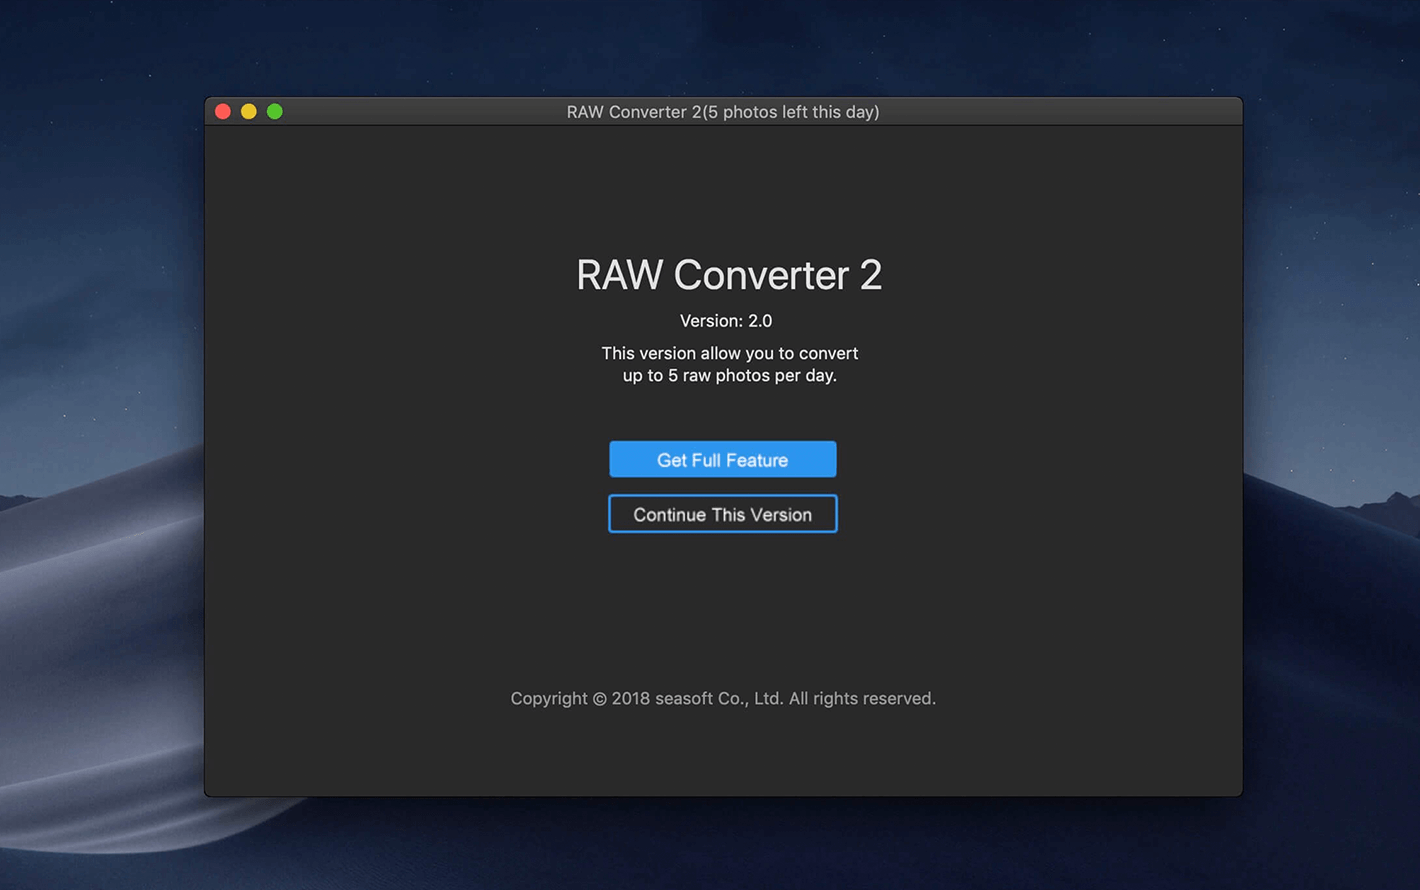 RAW Converter 2(5 photos left this day)
RAW Converter 2
Version: 2.0
This version allow you to convert
up to 5 raw photos per day.
Get Full Feature
Continue This Version
Copyright © 2018 seasoft Co., Ltd. All rights reserved.